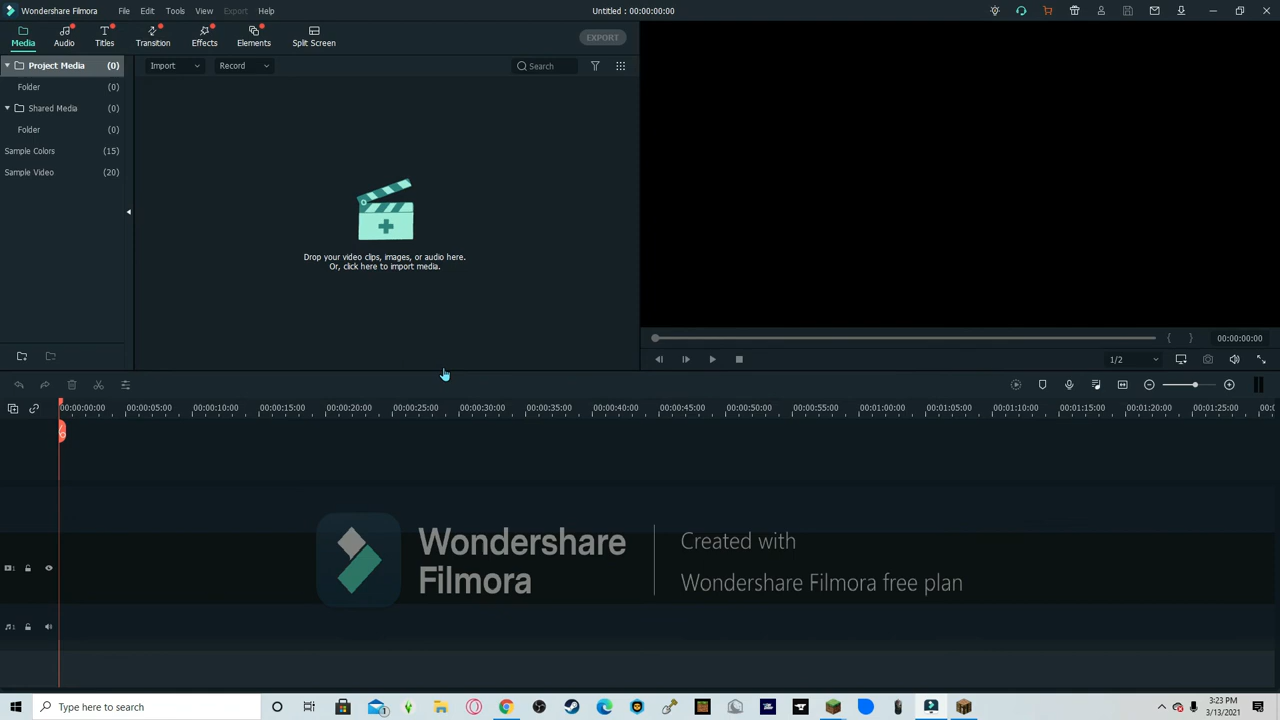 Wondershare Filmora
File
Edit
Tools
View
Export
Help
Untitled : 00:00:00:00
Media
Audio
Titles
Transition
Effects
Elements
Split Screen
EXPORT
Project Media (0)
Folder (0)
Shared Media (0)
Folder (0)
Sample Colors (15)
Sample Video (20)
Import
Record
Search
Drop your video clips, images, or audio here.
Or, click here to import media.
00:00:00:00
1/2
00:00:00:00
00:00:05:00
00:00:10:00
00:00:15:00
00:00:20:00
00:00:25:00
00:00:30:00
00:00:35:00
00:00:40:00
00:00:45:00
00:00:50:00
00:00:55:00
00:01:00:00
00:01:05:00
00:01:10:00
00:01:15:00
00:01:20:00
00:01:25:00
Wondershare
Filmora
Created with
Wondershare Filmora free plan
1
1
Type here to search
1
3:23 PM
3/13/2021